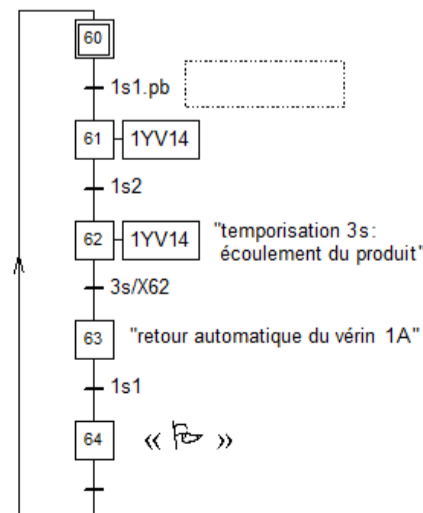 60
1s1.pb
61 1YV14
1s2
62 1YV14 "temporisation 3s:
écoulement du produit"
3s/X62
63 "retour automatique du vérin 1A"
1s1
64 « »